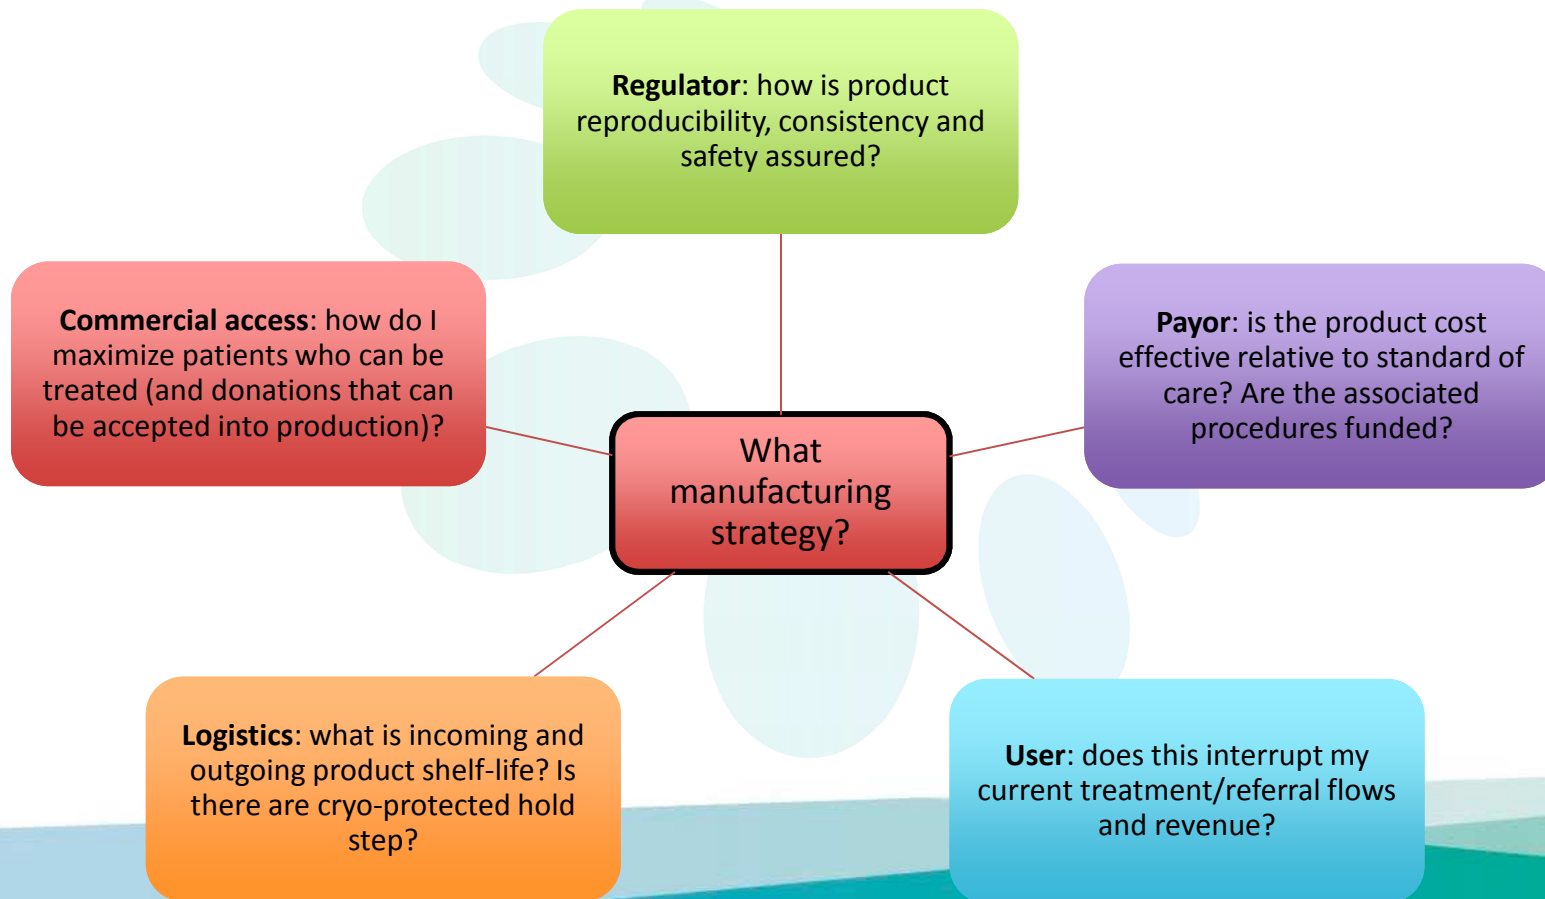 Regulator: how is product
reproducibility, consistency and
safety assured?
Commercial access: how do I
maximize patients who can be
treated (and donations that can
be accepted into production)?
Payor: is the product cost
effective relative to standard of
care? Are the associated
procedures funded?
What
manufacturing
strategy?
Logistics: what is incoming and
outgoing product shelf-life? Is
there are cryo-protected hold
step?
User: does this interrupt my
current treatment/referral flows
and revenue?